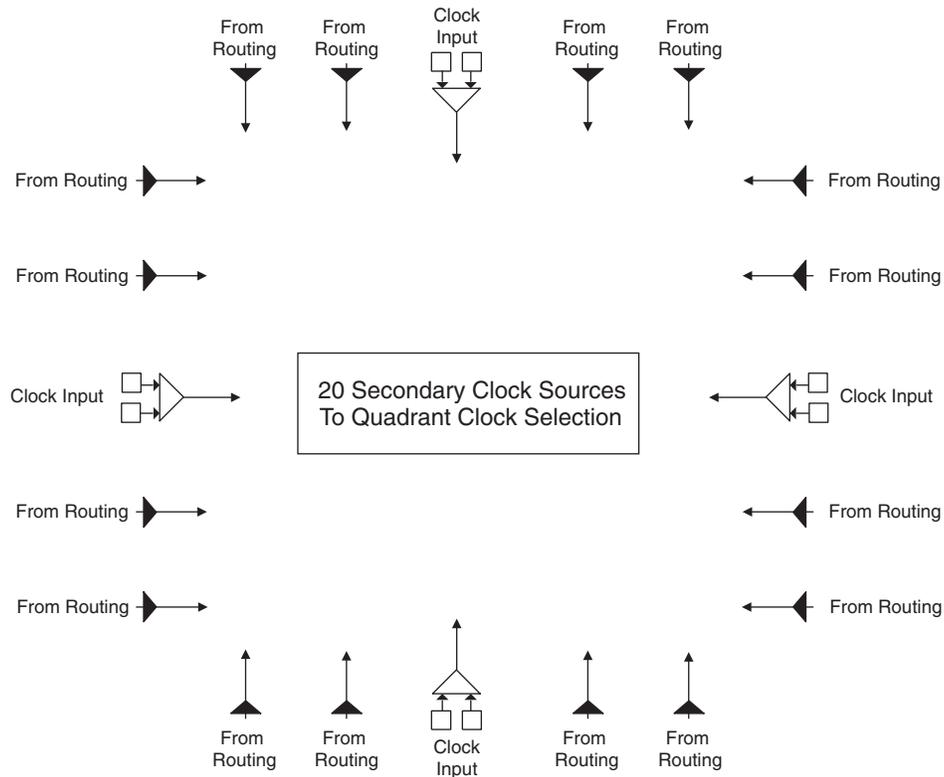 Clock
Input
From
Routing
From
Routing
From
Routing
From
Routing
From Routing
From Routing
From Routing
From Routing
Clock Input
20 Secondary Clock Sources
To Quadrant Clock Selection
Clock Input
From Routing
From Routing
From Routing
From Routing
From
Routing
From
Routing
Clock
Input
From
Routing
From
Routing